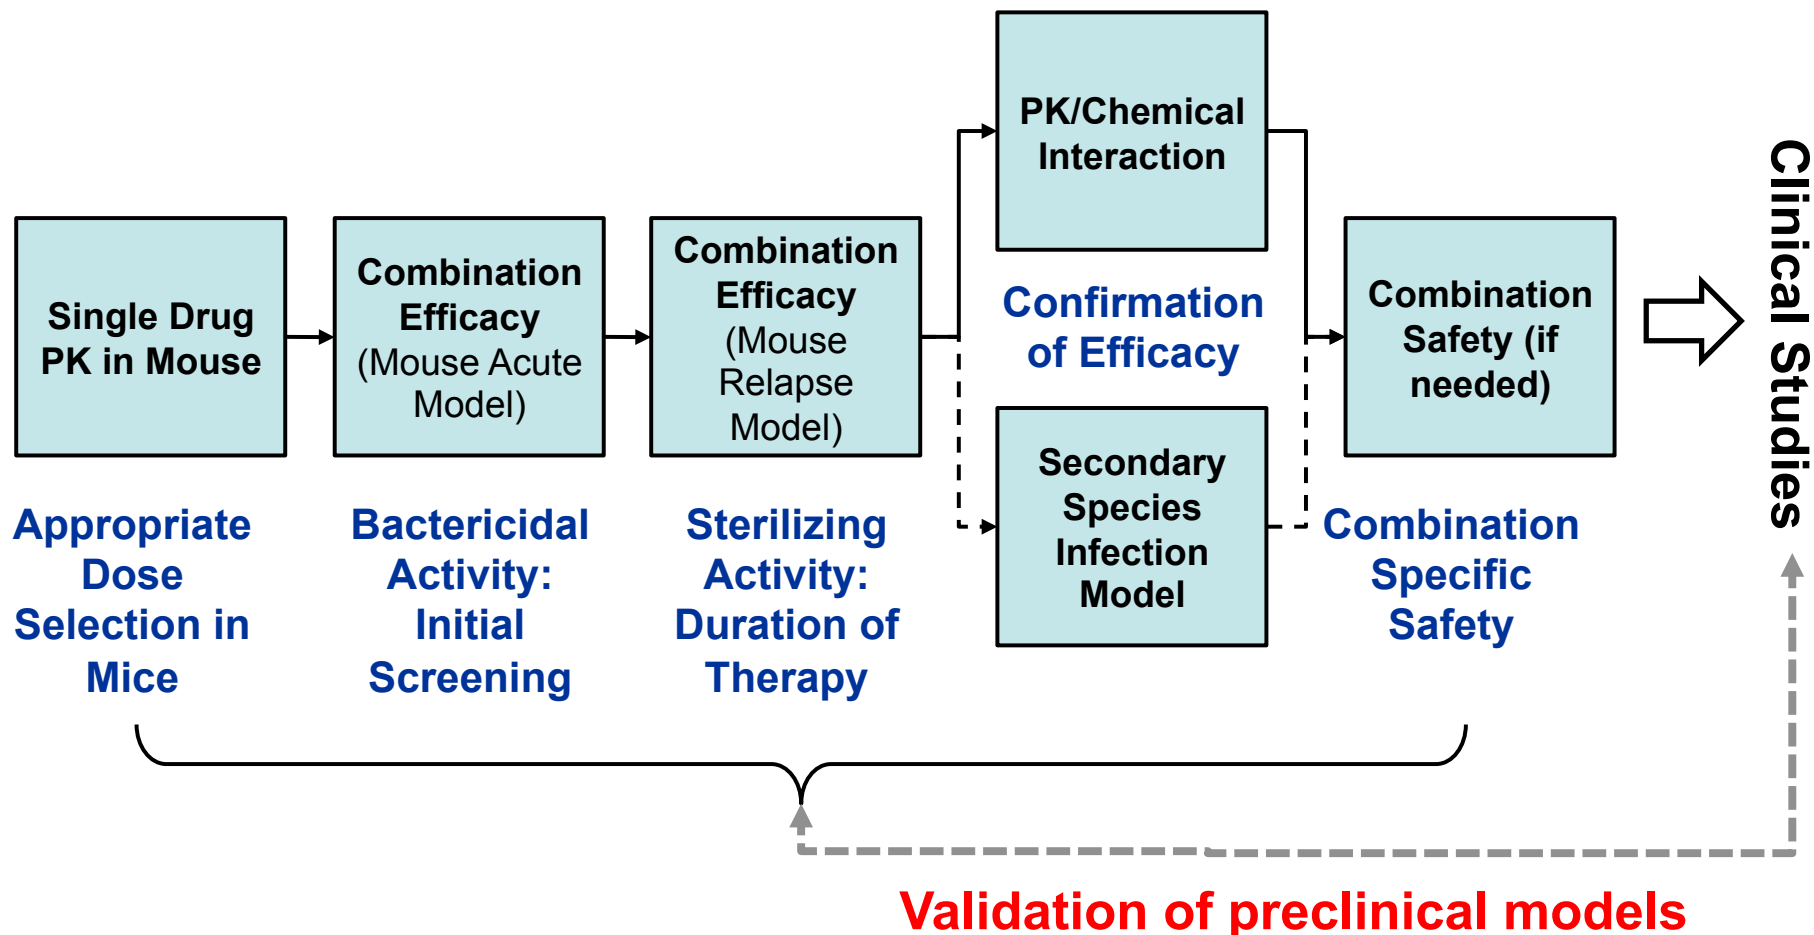 Single Drug
PK in Mouse
Appropriate
Dose
Selection in
Mice
Combination
Efficacy
(Mouse Acute
Model)
Bactericidal
Activity:
Initial
Screening
Combination
Efficacy
(Mouse
Relapse
Model)
Sterilizing
Activity:
Duration of
Therapy
PK/Chemical
Interaction
Confirmation
of Efficacy
Secondary
Species
Infection
Model
Combination
Safety (if
needed)
Combination
Specific
Safety
Clinical Studies
Validation of preclinical models